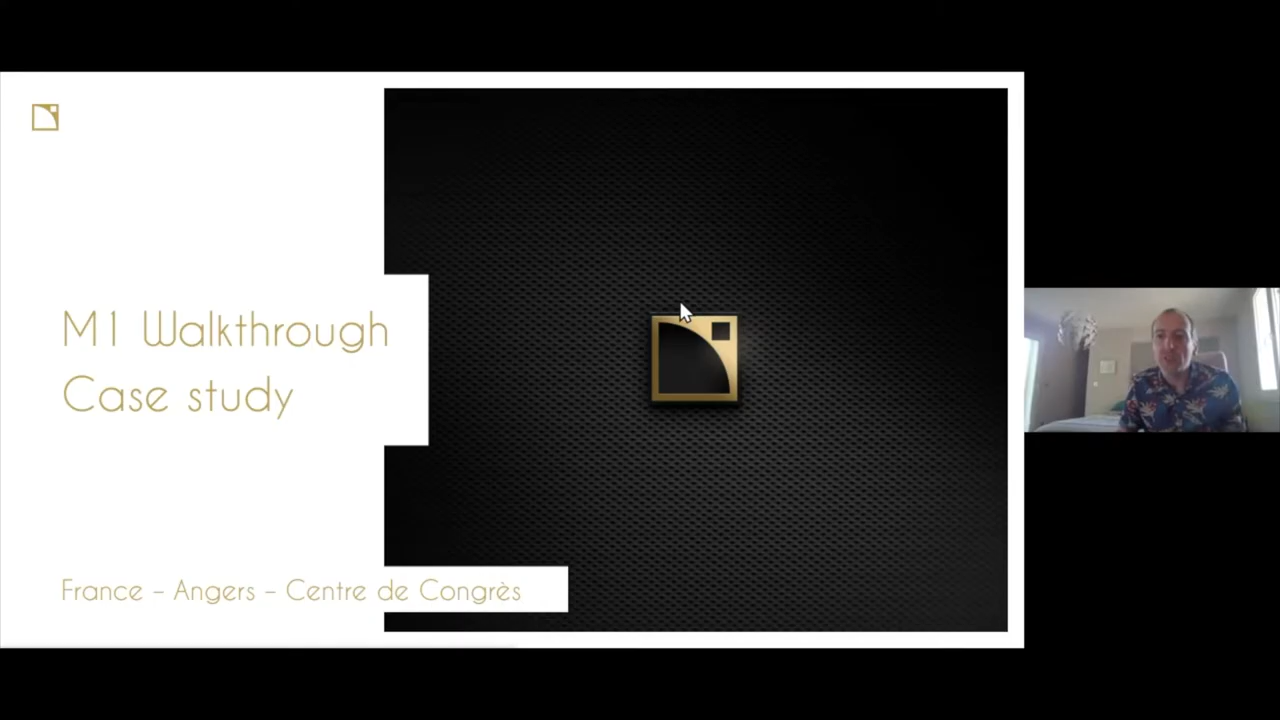 M1 Walkthrough
Case study
France – Angers – Centre de Congrès